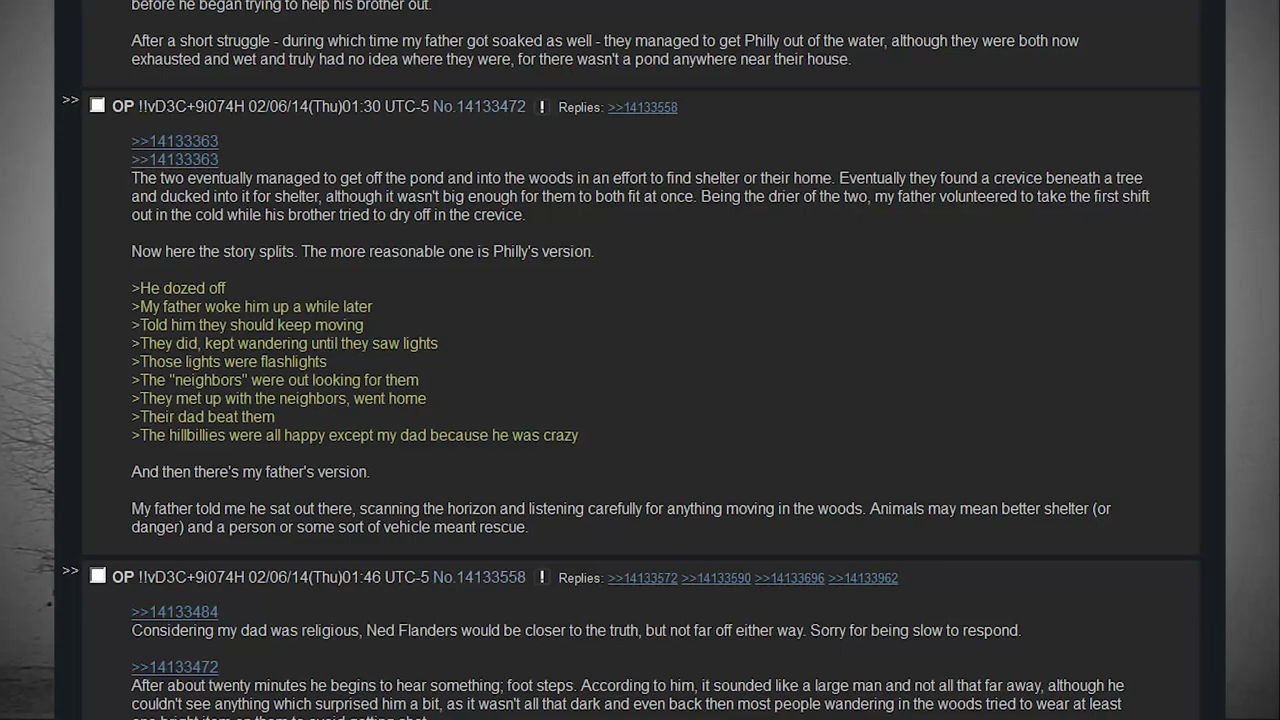 before he began trying to help his brother out.
After a short struggle - during which time my father got soaked as well - they managed to get Philly out of the water, although they were both now
exhausted and wet and truly had no idea where they were, for there wasn't a pond anywhere near their house.
>> OP !!vD3C+9i074H 02/06/14(Thu)01:30 UTC-5 No.14133472 ! Replies: >>14133558
>>14133363
>>14133363
The two eventually managed to get off the pond and into the woods in an effort to find shelter or their home. Eventually they found a crevice beneath a tree
and ducked into it for shelter, although it wasn't big enough for them to both fit at once. Being the drier of the two, my father volunteered to take the first shift
out in the cold while his brother tried to dry off in the crevice.
Now here the story splits. The more reasonable one is Philly's version.
>He dozed off
>My father woke him up a while later
>Told him they should keep moving
>They did, kept wandering until they saw lights
>Those lights were flashlights
>The "neighbors" were out looking for them
>They met up with the neighbors, went home
>Their dad beat them
>The hillbillies were all happy except my dad because he was crazy
And then there's my father's version.
My father told me he sat out there, scanning the horizon and listening carefully for anything moving in the woods. Animals may mean better shelter (or
danger) and a person or some sort of vehicle meant rescue.
>> OP !!vD3C+9i074H 02/06/14(Thu)01:46 UTC-5 No.14133558 ! Replies: >>14133572 >>14133590 >>14133696 >>14133962
>>14133484
Considering my dad was religious, Ned Flanders would be closer to the truth, but not far off either way. Sorry for being slow to respond.
>>14133472
After about twenty minutes he begins to hear something; foot steps. According to him, it sounded like a large man and not all that far away, although he
couldn't see anything which surprised him a bit, as it wasn't all that dark and even back then most people wandering in the woods tried to wear at least
one bright item on them to avoid getting shot.